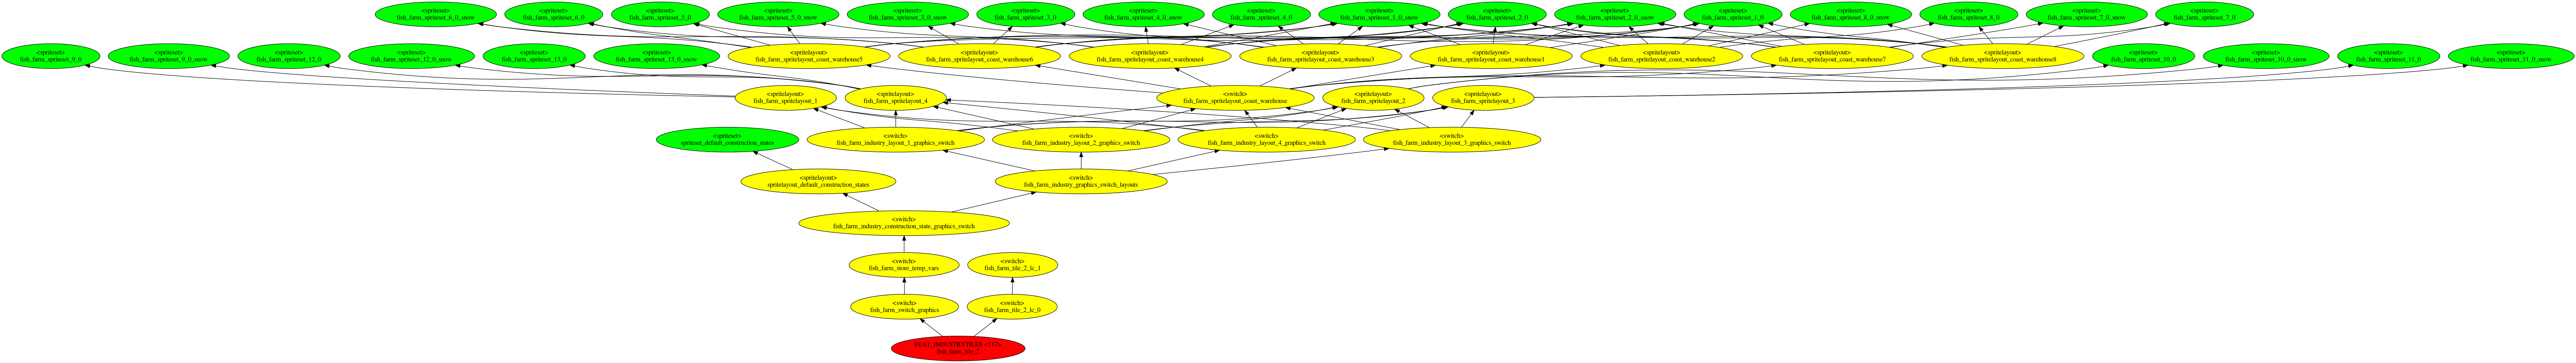 <spriteset>
fish_farm_spriteset_6_0_snow
<spriteset>
fish_farm_spriteset_6_0
<spriteset>
fish_farm_spriteset_5_0
<spriteset>
fish_farm_spriteset_5_0_snow
<spriteset>
fish_farm_spriteset_3_0_snow
<spriteset>
fish_farm_spriteset_3_0
<spriteset>
fish_farm_spriteset_4_0_snow
<spriteset>
fish_farm_spriteset_4_0
<spriteset>
fish_farm_spriteset_1_0_snow
<spriteset>
fish_farm_spriteset_2_0
<spriteset>
fish_farm_spriteset_2_0_snow
<spriteset>
fish_farm_spriteset_1_0
<spriteset>
fish_farm_spriteset_8_0_snow
<spriteset>
fish_farm_spriteset_8_0
<spriteset>
fish_farm_spriteset_7_0_snow
<spriteset>
fish_farm_spriteset_7_0
<spriteset>
fish_farm_spriteset_9_0
<spriteset>
fish_farm_spriteset_9_0_snow
<spriteset>
fish_farm_spriteset_12_0
<spriteset>
fish_farm_spriteset_12_0_snow
<spriteset>
fish_farm_spriteset_13_0
<spriteset>
fish_farm_spriteset_13_0_snow
<spritelayout>
fish_farm_spritelayout_coast_warehouse5
<spritelayout>
fish_farm_spritelayout_coast_warehouse6
<spritelayout>
fish_farm_spritelayout_coast_warehouse4
<spritelayout>
fish_farm_spritelayout_coast_warehouse3
<spritelayout>
fish_farm_spritelayout_coast_warehouse1
<spritelayout>
fish_farm_spritelayout_coast_warehouse2
<spritelayout>
fish_farm_spritelayout_coast_warehouse7
<spritelayout>
fish_farm_spritelayout_coast_warehouse8
<spriteset>
fish_farm_spriteset_10_0
<spriteset>
fish_farm_spriteset_10_0_snow
<spriteset>
fish_farm_spriteset_11_0
<spriteset>
fish_farm_spriteset_11_0_snow
<spritelayout>
fish_farm_spritelayout_1
<spritelayout>
fish_farm_spritelayout_4
<switch>
fish_farm_spritelayout_coast_warehouse
<spritelayout>
fish_farm_spritelayout_2
<spritelayout>
fish_farm_spritelayout_3
<spriteset>
spriteset_default_construction_states
<switch>
fish_farm_industry_layout_1_graphics_switch
<switch>
fish_farm_industry_layout_2_graphics_switch
<switch>
fish_farm_industry_layout_4_graphics_switch
<switch>
fish_farm_industry_layout_3_graphics_switch
<spritelayout>
spritelayout_default_construction_states
<switch>
fish_farm_industry_graphics_switch_layouts
<switch>
fish_farm_industry_construction_state_graphics_switch
<switch>
fish_farm_store_temp_vars
<switch>
fish_farm_tile_2_lc_1
<switch>
fish_farm_switch_graphics
<switch>
fish_farm_tile_2_lc_0
fish_farm_tile_2